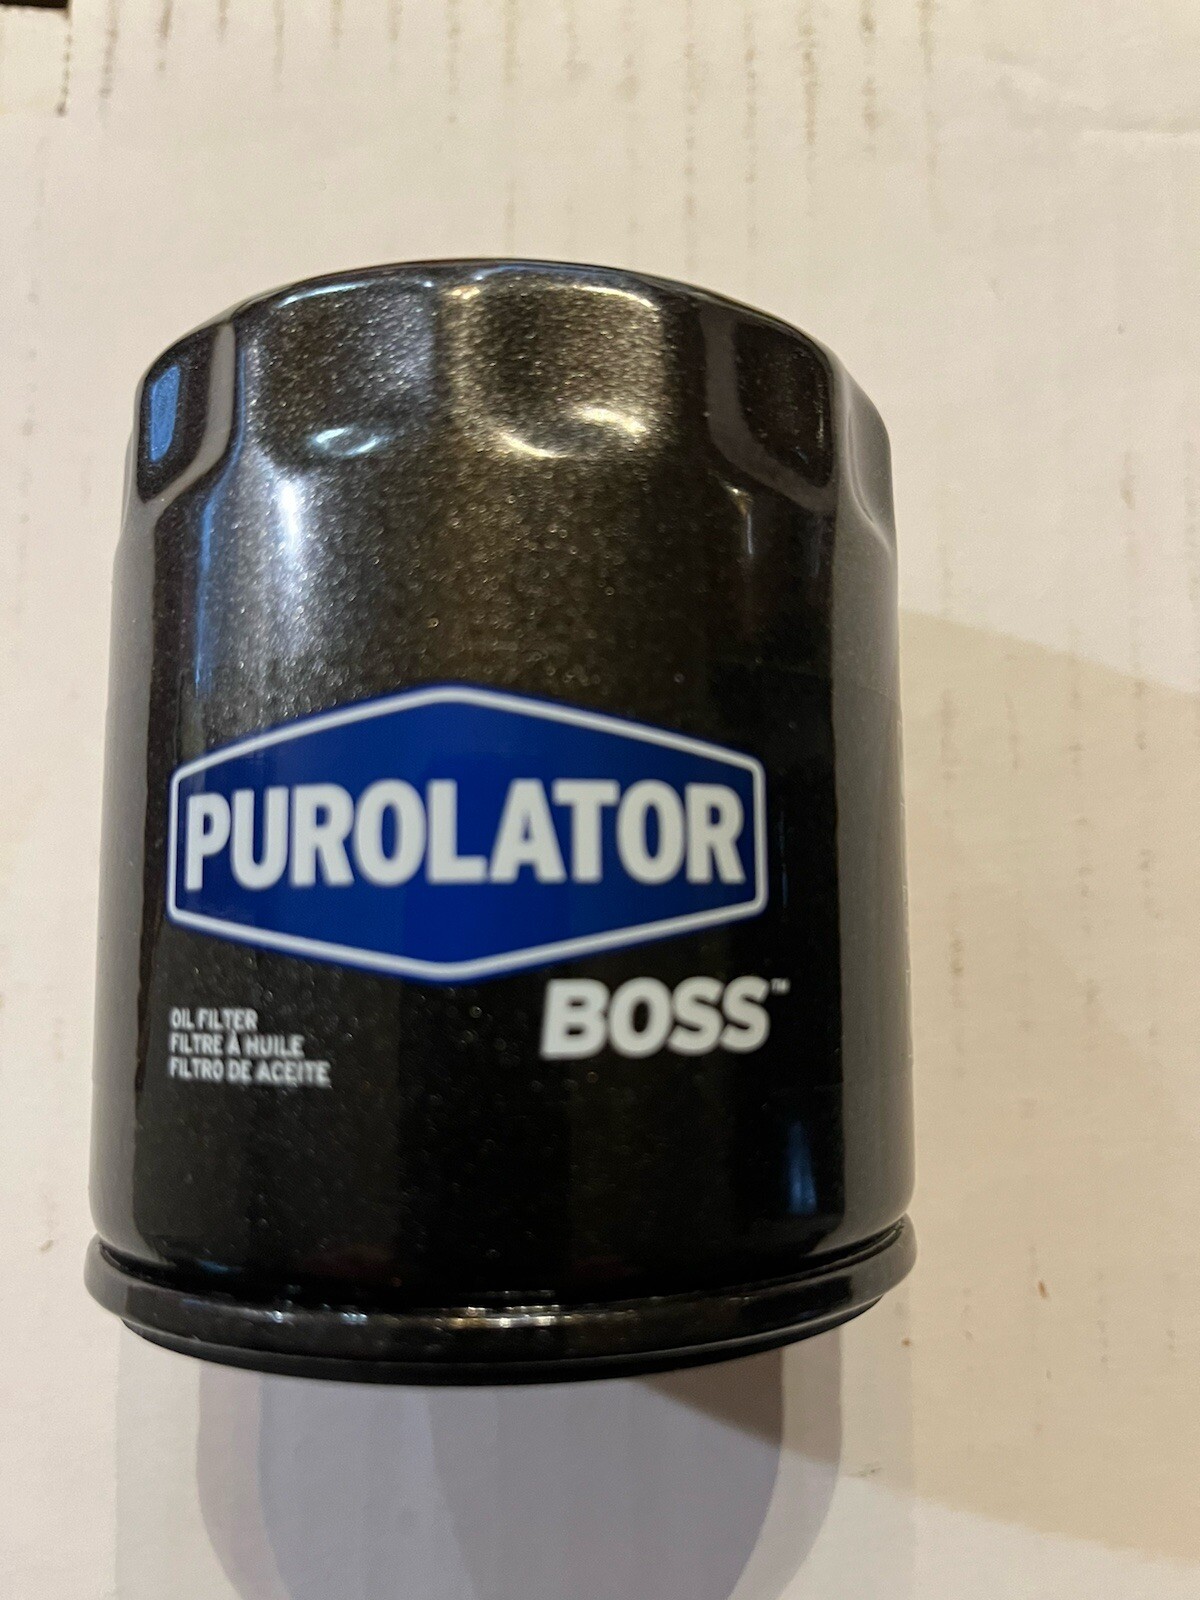 PUROLATOR
BOSS™
OIL FILTER
FILTRE À HUILE
FILTRO DE ACEITE